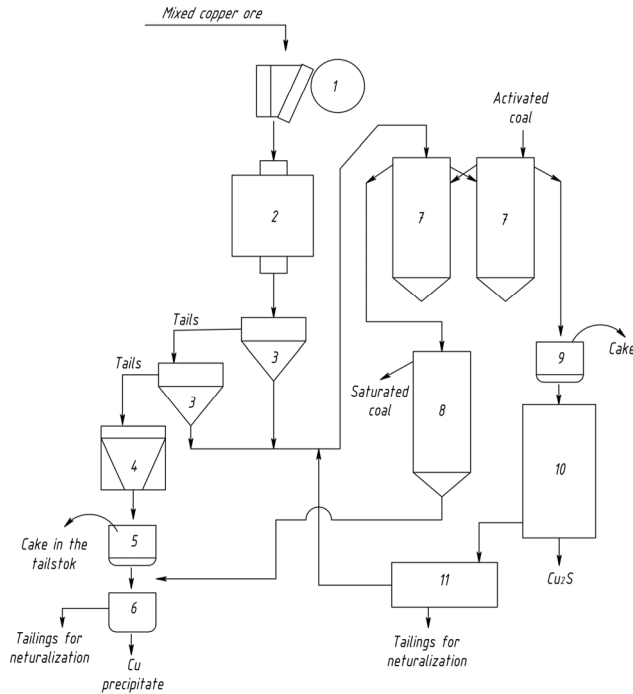 Mixed copper ore
1
Activated
coal
2
7
7
Tails
3
Tails
3
9
Cake
Saturated
coal
8
10
4
Cake in the
tailstok
5
11
Cu₂S
6
Tailings for
neturalization
Cu
precipitate
Tailings for
neturalization